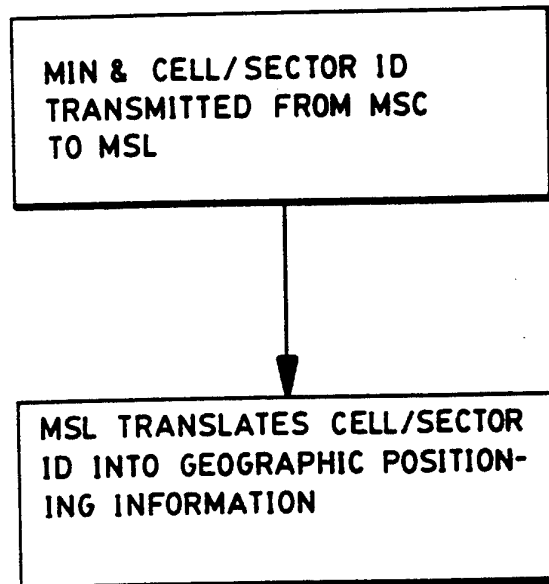 MIN & CELL/SECTOR ID
TRANSMITTED FROM MSC
TO MSL
MSL TRANSLATES CELL/SECTOR
ID INTO GEOGRAPHIC POSITION-
ING INFORMATION